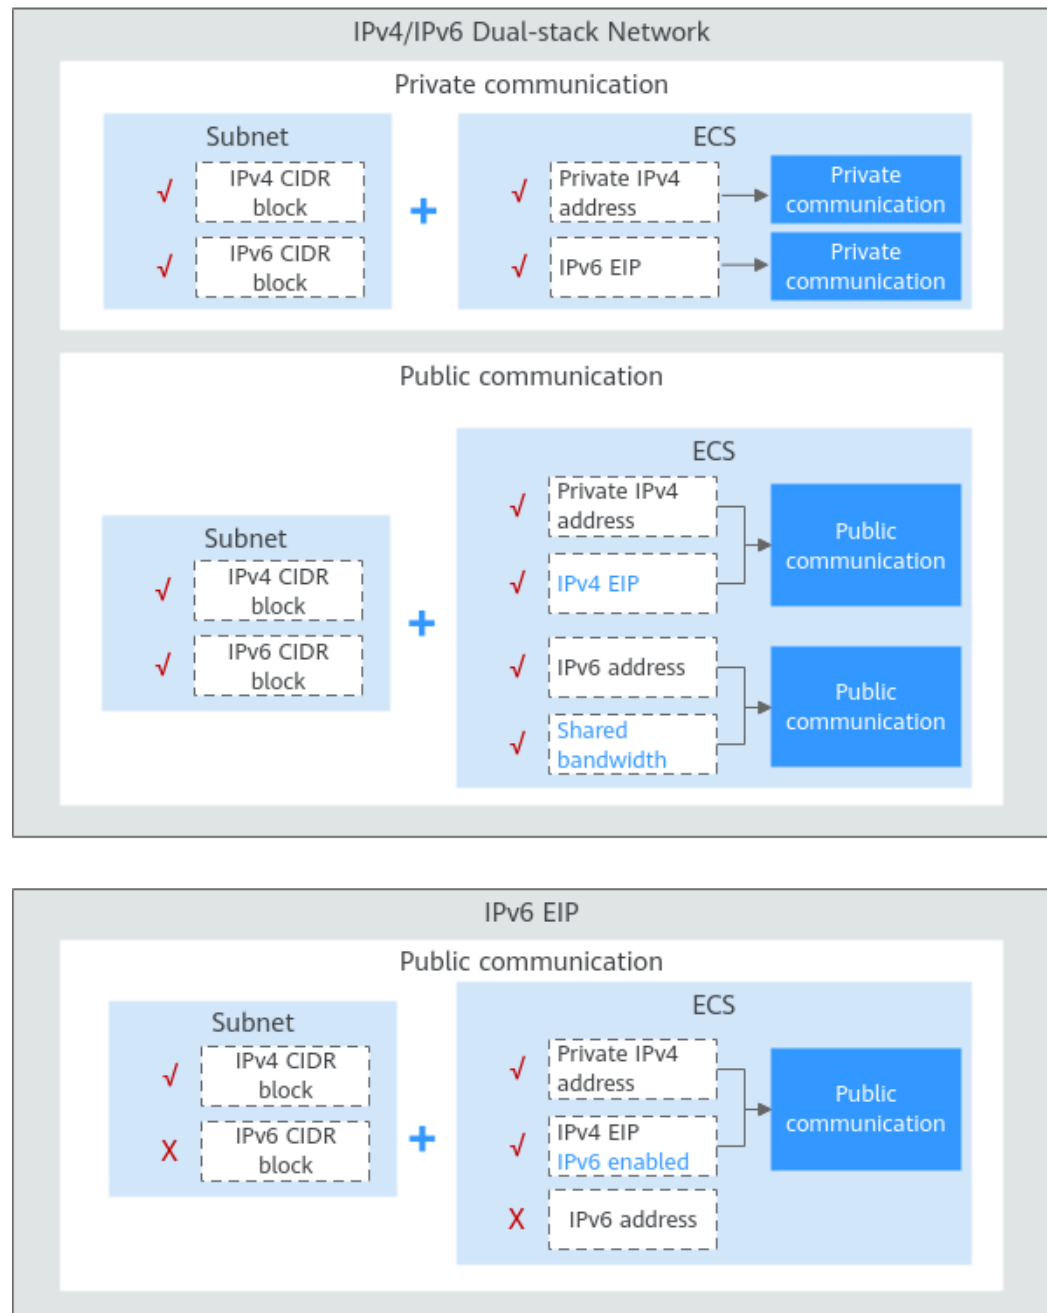 IPv4/IPv6 Dual-stack Network
Private communication
Subnet
√
IPv4 CIDR
block
√
IPv6 CIDR
block
+
ECS
√
Private IPv4
address
Private
communication
√
IPv6 EIP
Private
communication
Public communication
Subnet
√
IPv4 CIDR
block
√
IPv6 CIDR
block
+
ECS
√
Private IPv4
address
√
IPv4 EIP
Public
communication
√
IPv6 address
√
Shared
bandwidth
Public
communication
IPv6 EIP
Public communication
Subnet
√
IPv4 CIDR
block
X
IPv6 CIDR
block
+
ECS
√
Private IPv4
address
√
IPv4 EIP
IPv6 enabled
Public
communication
X
IPv6 address